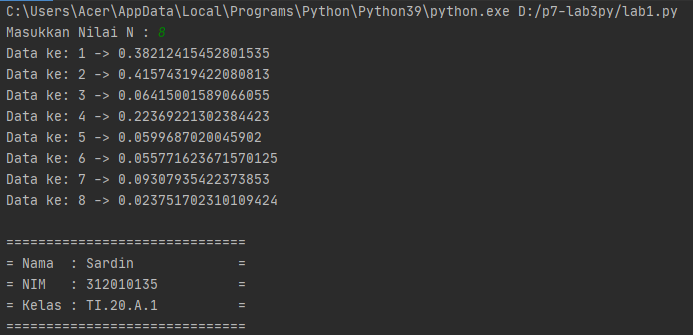 C:\Users\Acer\AppData\Local\Programs\Python\Python39\python.exe D:/p7-lab3py/lab1.py
Masukkan Nilai N : 8
Data ke: 1 -> 0.38212415452801535
Data ke: 2 -> 0.41574319422080813
Data ke: 3 -> 0.06415001589066055
Data ke: 4 -> 0.22369221302384423
Data ke: 5 -> 0.0599687020045902
Data ke: 6 -> 0.055771623671570125
Data ke: 7 -> 0.09307935422373853
Data ke: 8 -> 0.023751702310109424
==============================
= Nama  : Sardin             =
= NIM   : 312010135          =
= Kelas : TI.20.A.1          =
==============================